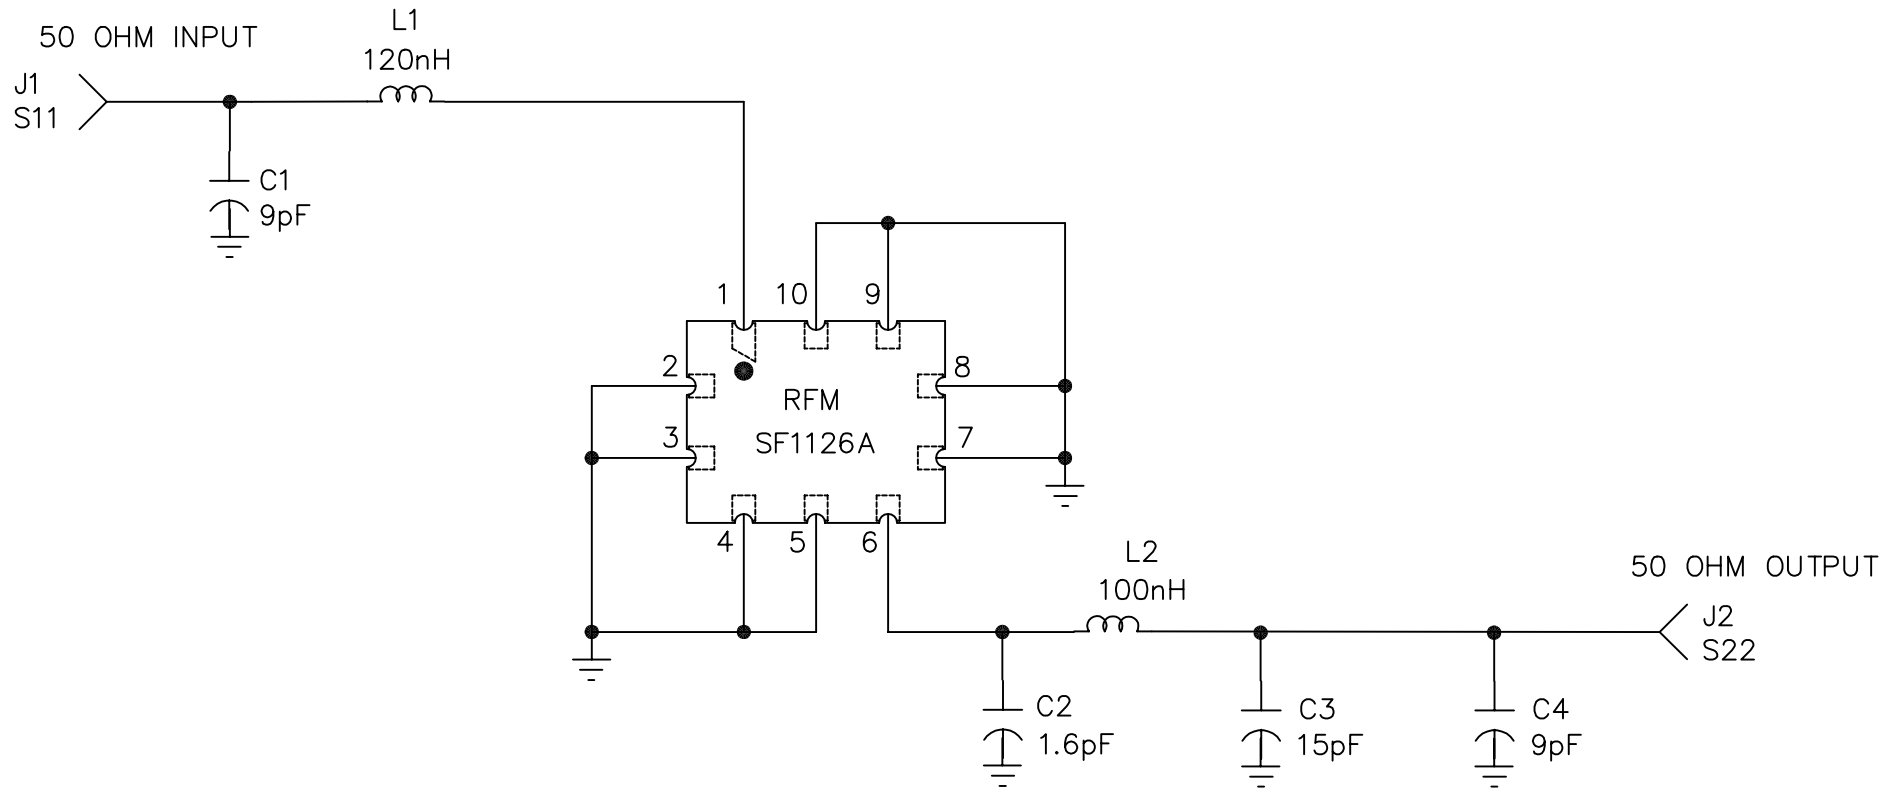 50 OHM INPUT
L1
120nH
J1
S11
C1
9pF
1 10 9
2 8
RFM
3 7
SF1126A
4 5 6
L2
100nH
50 OHM OUTPUT
J2
S22
C2
1.6pF
C3
15pF
C4
9pF